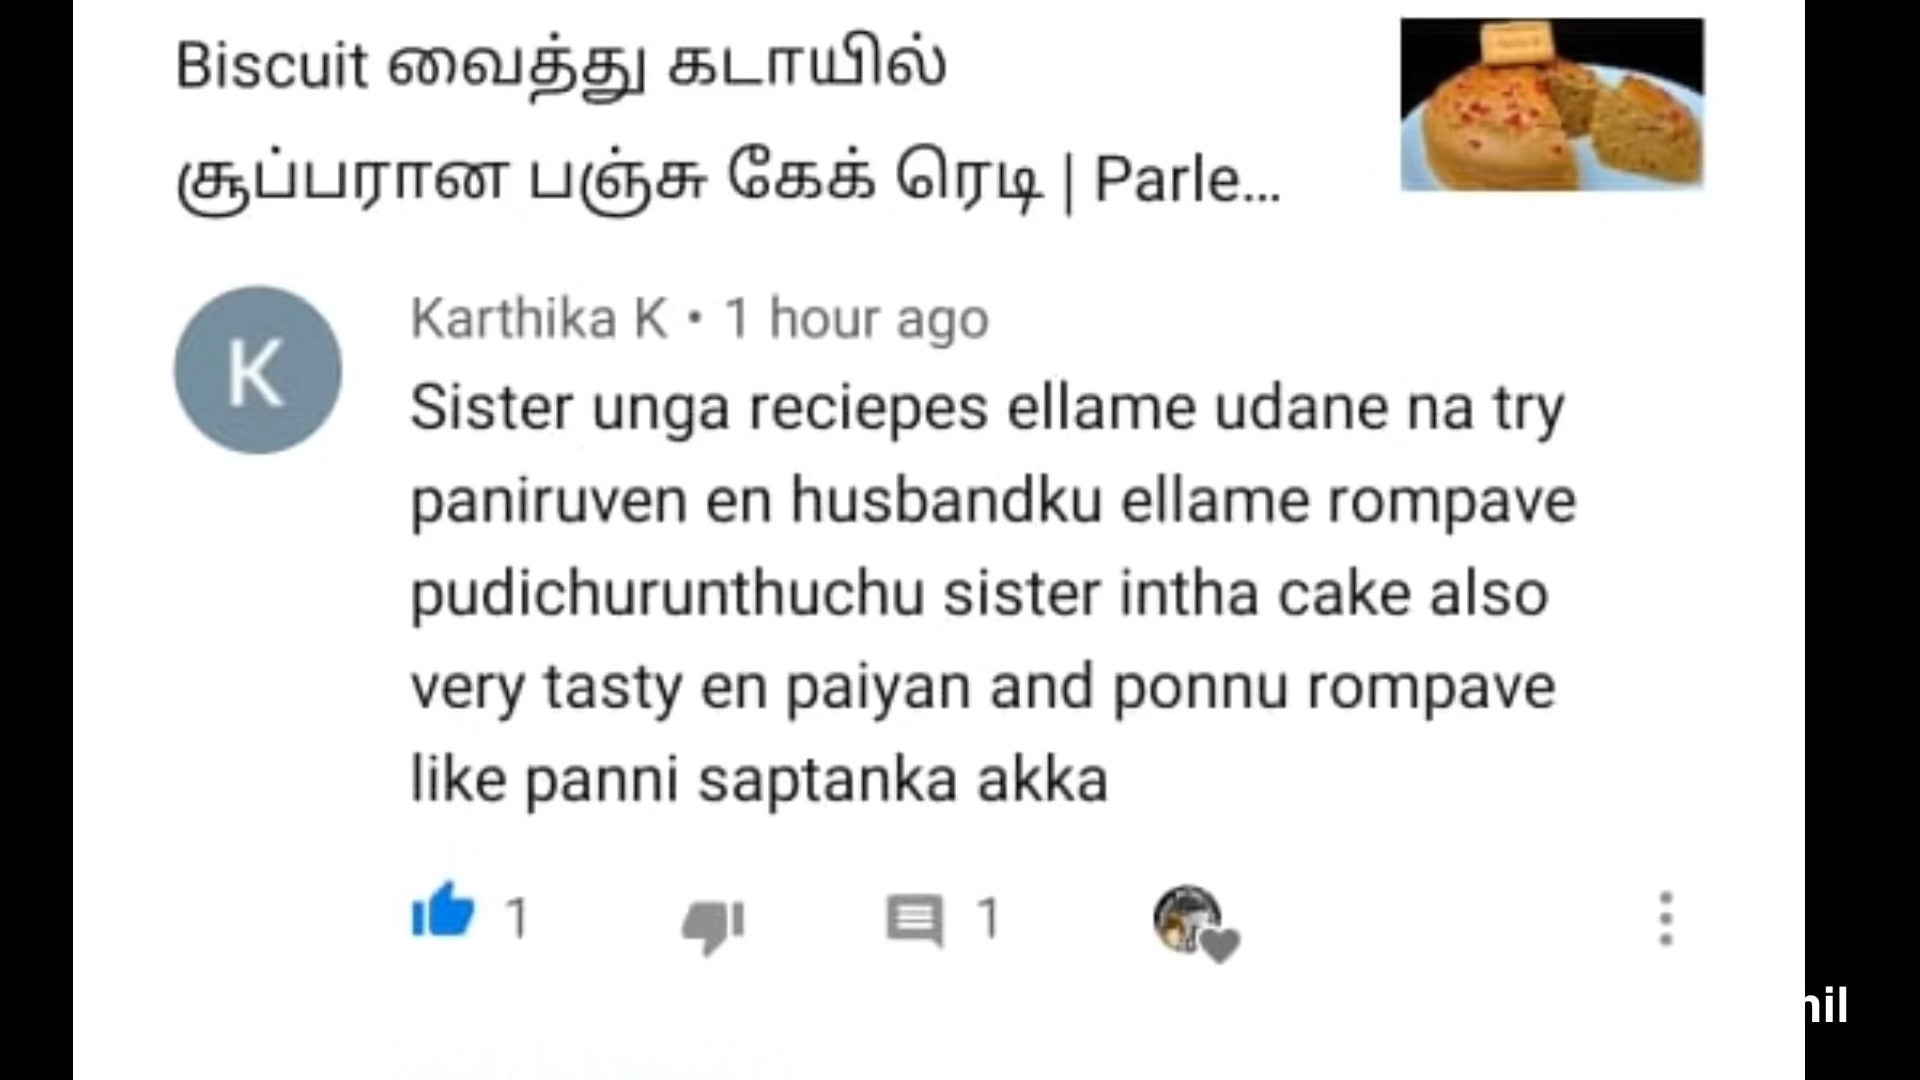 Biscuit வைத்து கடாயில்
சூப்பரான பஞ்சு கேக் ரெடி | Parle...
K
Karthika K • 1 hour ago
Sister unga reciepes ellame udane na try
paniruven en husbandku ellame rompave
pudichurunthuchu sister intha cake also
very tasty en paiyan and ponnu rompave
like panni saptanka akka
1 1